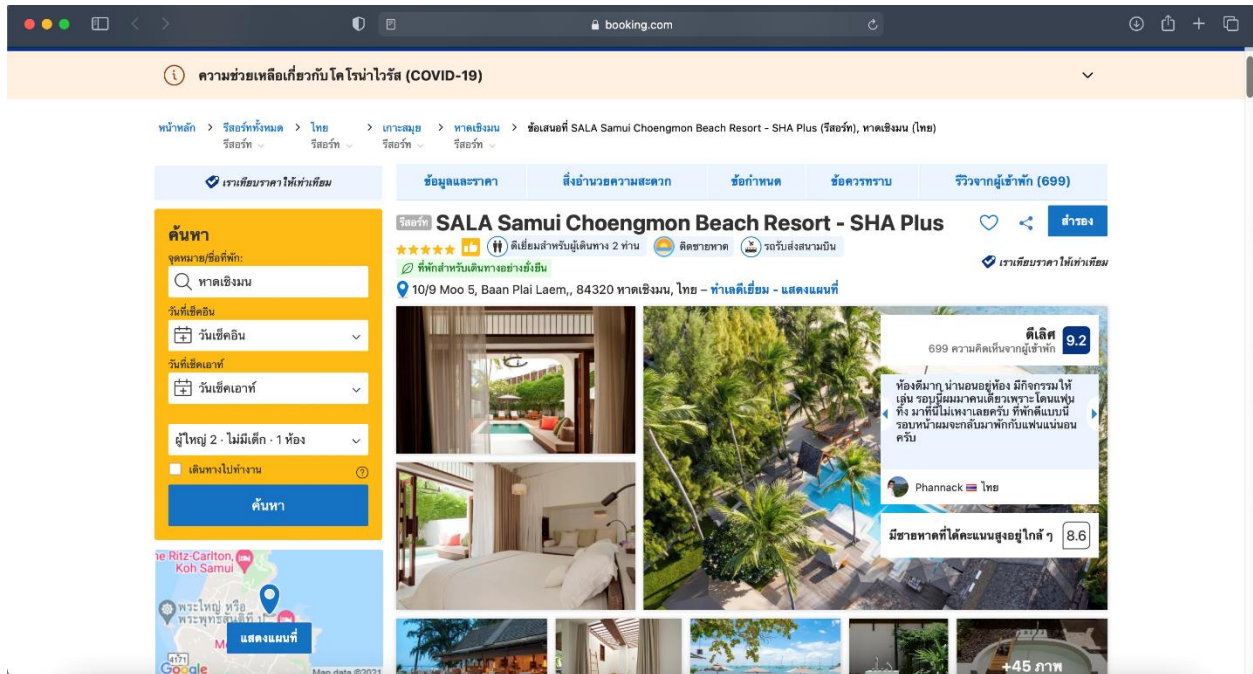 booking.com
ความช่วยเหลือเกี่ยวกับโคโรน่าไวรัส (COVID-19)
หน้าหลัก > รีสอร์ททั้งหมด > ไทย > เกาะสมุย > หาดเชิงมน > ข้อเสนอที่ SALA Samui Choengmon Beach Resort - SHA Plus (รีสอร์ท), หาดเชิงมน (ไทย)
รีสอร์ท รีสอร์ท รีสอร์ท รีสอร์ท
เราเทียบราคาให้เท่าเทียม
ข้อมูลและราคา สิ่งอำนวยความสะดวก ข้อกำหนด ข้อควรทราบ รีวิวจากผู้เข้าพัก (699)
ค้นหา
จุดหมาย/ชื่อที่พัก:
หาดเชิงมน
วันที่เช็คอิน
วันเช็คอิน
วันที่เช็คเอาท์
วันเช็คเอาท์
ผู้ใหญ่ 2 · ไม่มีเด็ก · 1 ห้อง
เดินทางไปทำงาน
ค้นหา
รีสอร์ท SALA Samui Choengmon Beach Resort - SHA Plus
สำรอง
ดีเยี่ยมสำหรับผู้เดินทาง 2 ท่าน ติดชายหาด รถรับส่งสนามบิน
ที่พักสำหรับเดินทางอย่างยั่งยืน
เราเทียบราคาให้เท่าเทียม
10/9 Moo 5, Baan Plai Laem,, 84320 หาดเชิงมน, ไทย – ทำเลดีเยี่ยม - แสดงแผนที่
ดีเลิศ
699 ความคิดเห็นจากผู้เข้าพัก
9.2
ห้องดีมาก น่านอนอยู่ห้อง มีกิจกรรมให้
เล่น รอบนี้ผมมาคนเดียวเพราะโดนแฟน
ทิ้ง มาที่นี่ไม่เหงาเลยครับ ที่พักดีแบบนี้
รอบหน้าผมจะกลับมาพักกับแฟนแน่นอน
ครับ
Phannack ไทย
มีชายหาดที่ได้คะแนนสูงอยู่ใกล้ ๆ 8.6
+45 ภาพ
he Ritz-Carlton,
Koh Samui
พระใหญ่ หรือ
แสดงแผนที่
4171
Google
Map data ©2021